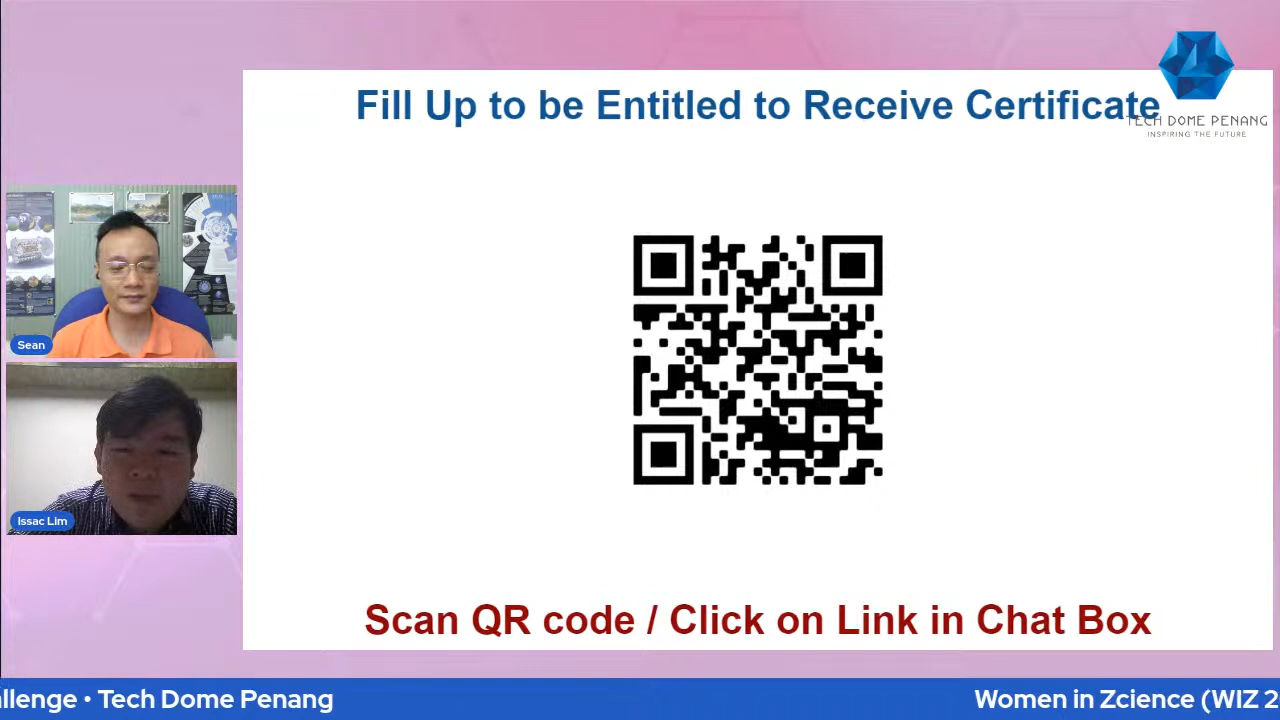 Fill Up to be Entitled to Receive Certificate
TECH DOME PENANG
INSPIRING THE FUTURE
Sean
Issac Lim
Scan QR code / Click on Link in Chat Box
allenge • Tech Dome Penang
Women in Zcience (WIZ 2